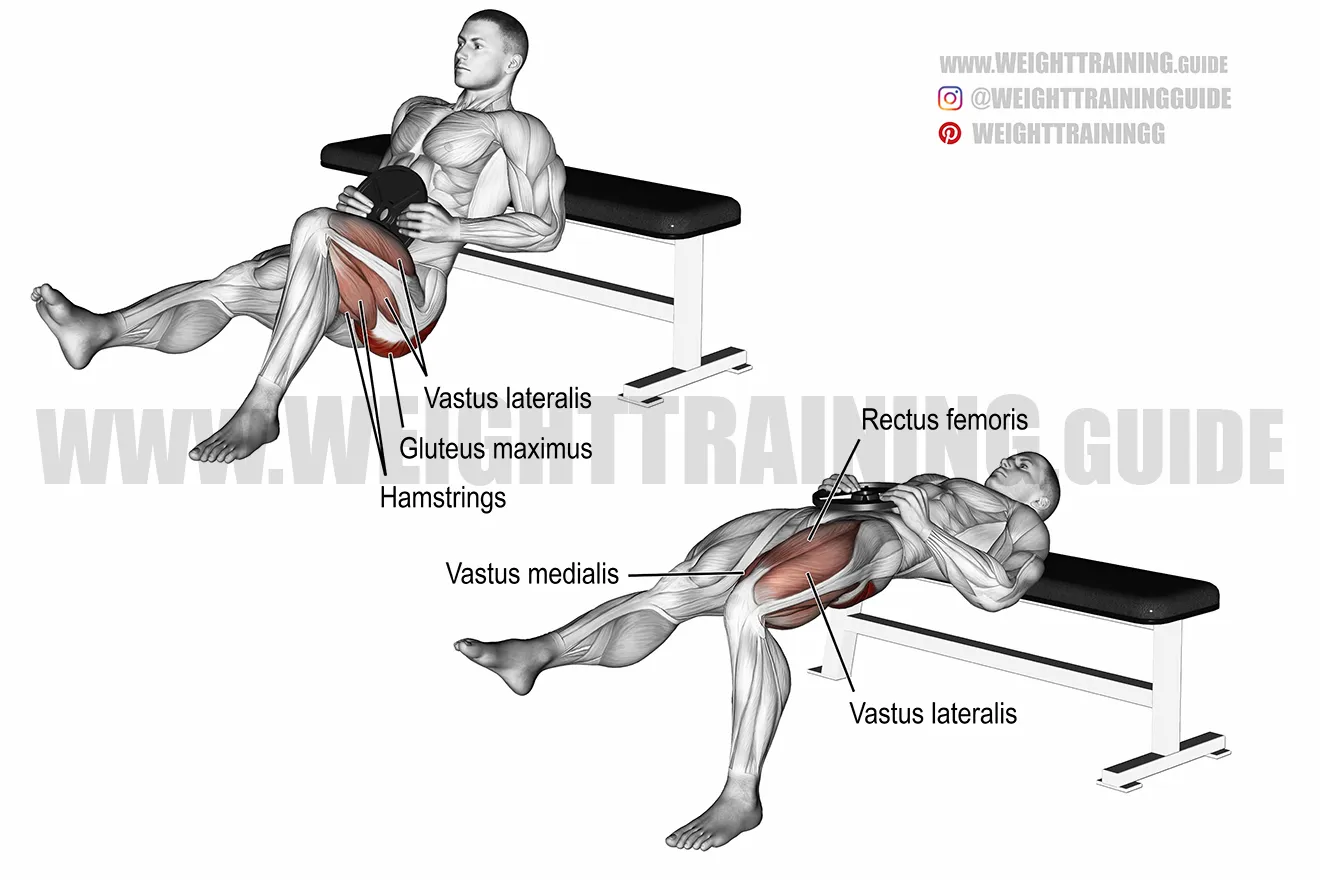 WWW.WEIGHTTRAINING.GUIDE
@WEIGHTTRAININGGUIDE
WEIGHTTRAININGG
Vastus lateralis
Gluteus maximus
Hamstrings
WWW.WEIGHTTRAINING.GUIDE
Rectus femoris
Vastus medialis
Vastus lateralis